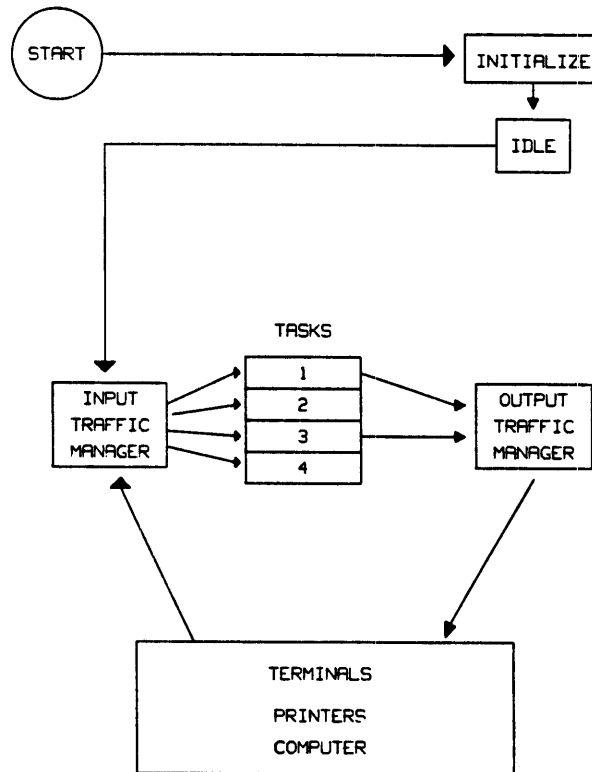 START
INITIALIZE
IDLE
TASKS
1
2
3
4
INPUT
TRAFFIC
MANAGER
OUTPUT
TRAFFIC
MANAGER
TERMINALS
PRINTERS
COMPUTER